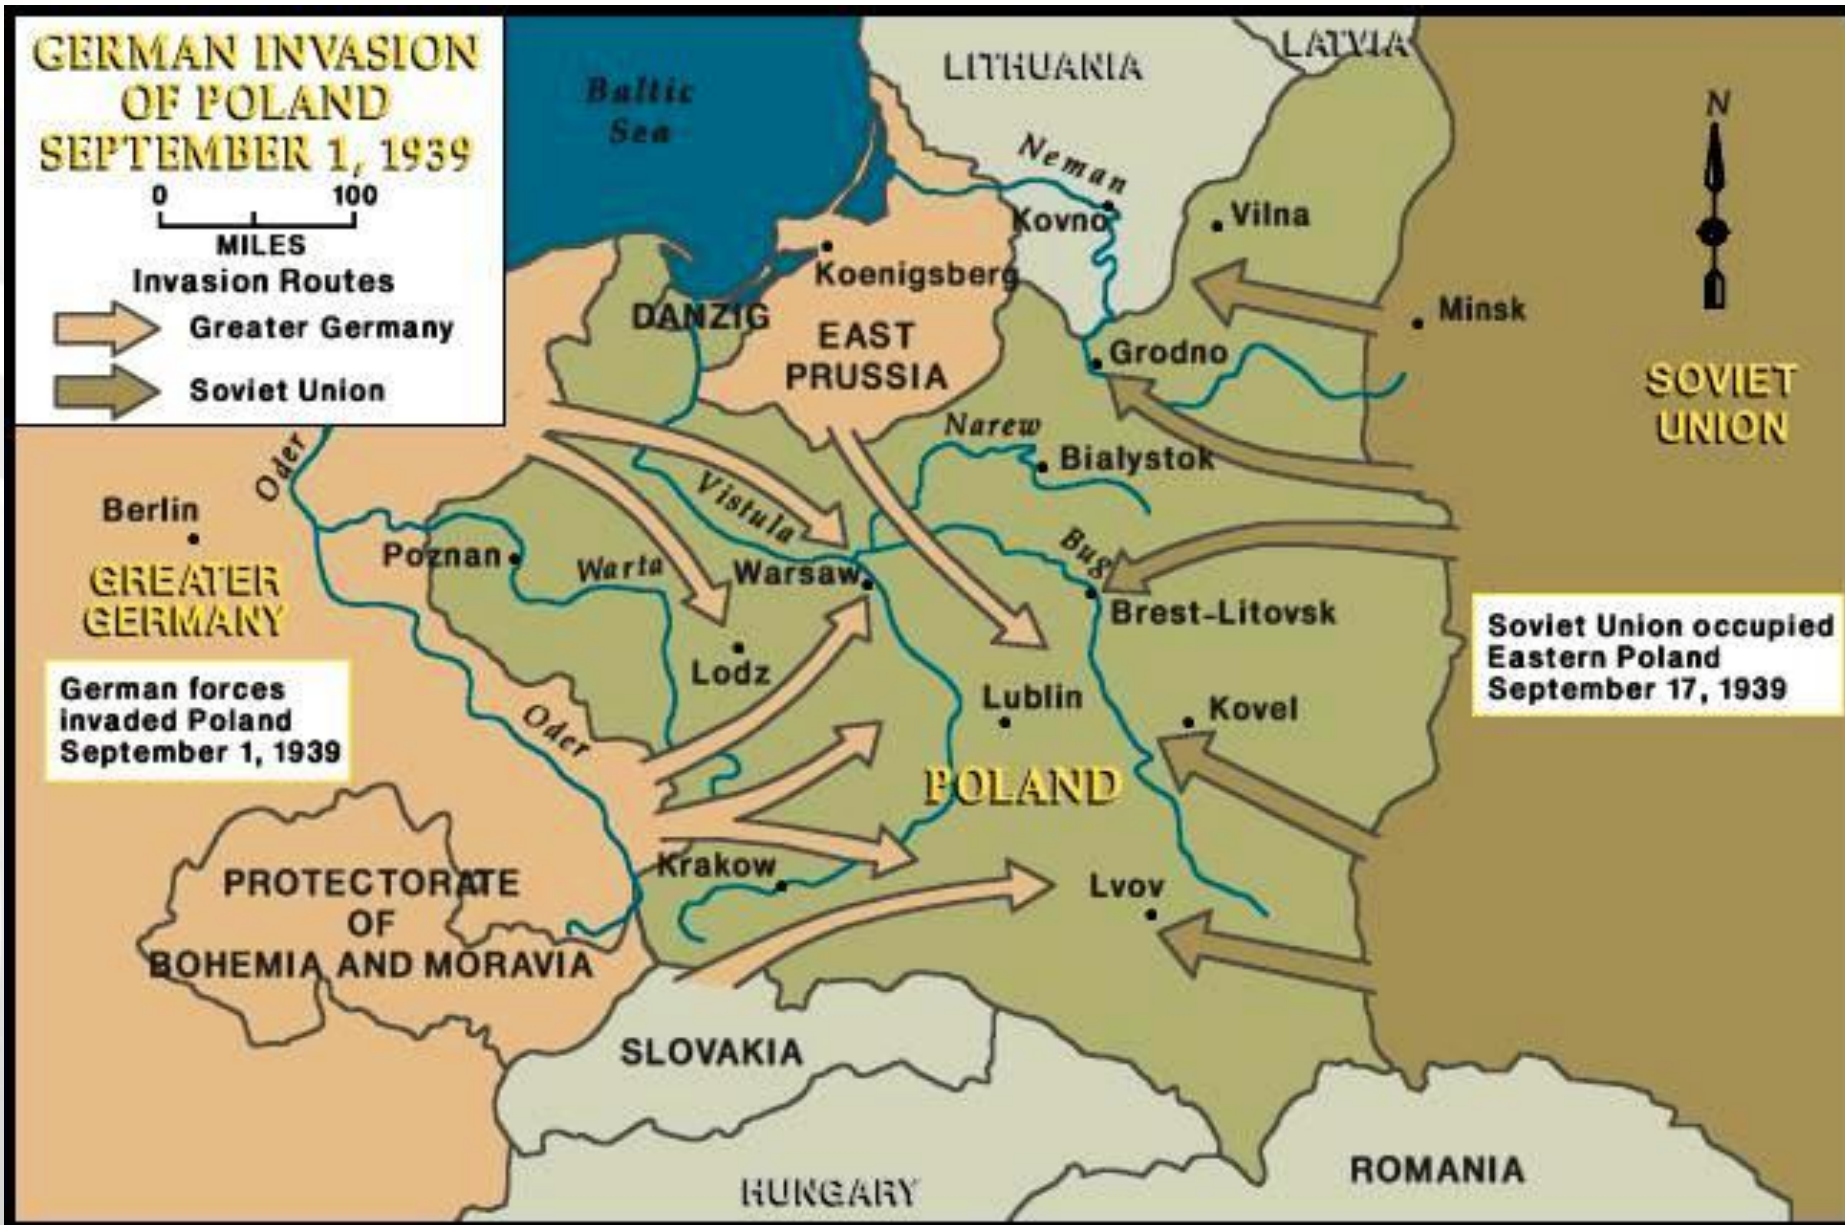 GERMAN INVASION
OF POLAND
SEPTEMBER 1, 1939
0 100
MILES
Invasion Routes
Greater Germany
Soviet Union
Baltic
Sea
LITHUANIA
LATVIA
N
Neman
Kovno
Vilna
Koenigsberg
DANZIG
EAST
PRUSSIA
Minsk
Grodno
SOVIET
UNION
Narew
Bialystok
Oder
Berlin
Vistula
Poznan
Warta
Warsaw
Bug
Brest-Litovsk
GREATER
GERMANY
Soviet Union occupied
Eastern Poland
September 17, 1939
German forces
invaded Poland
September 1, 1939
Lodz
Oder
Lublin
Kovel
POLAND
Krakow
Lvov
PROTECTORATE
OF
BOHEMIA AND MORAVIA
SLOVAKIA
HUNGARY
ROMANIA